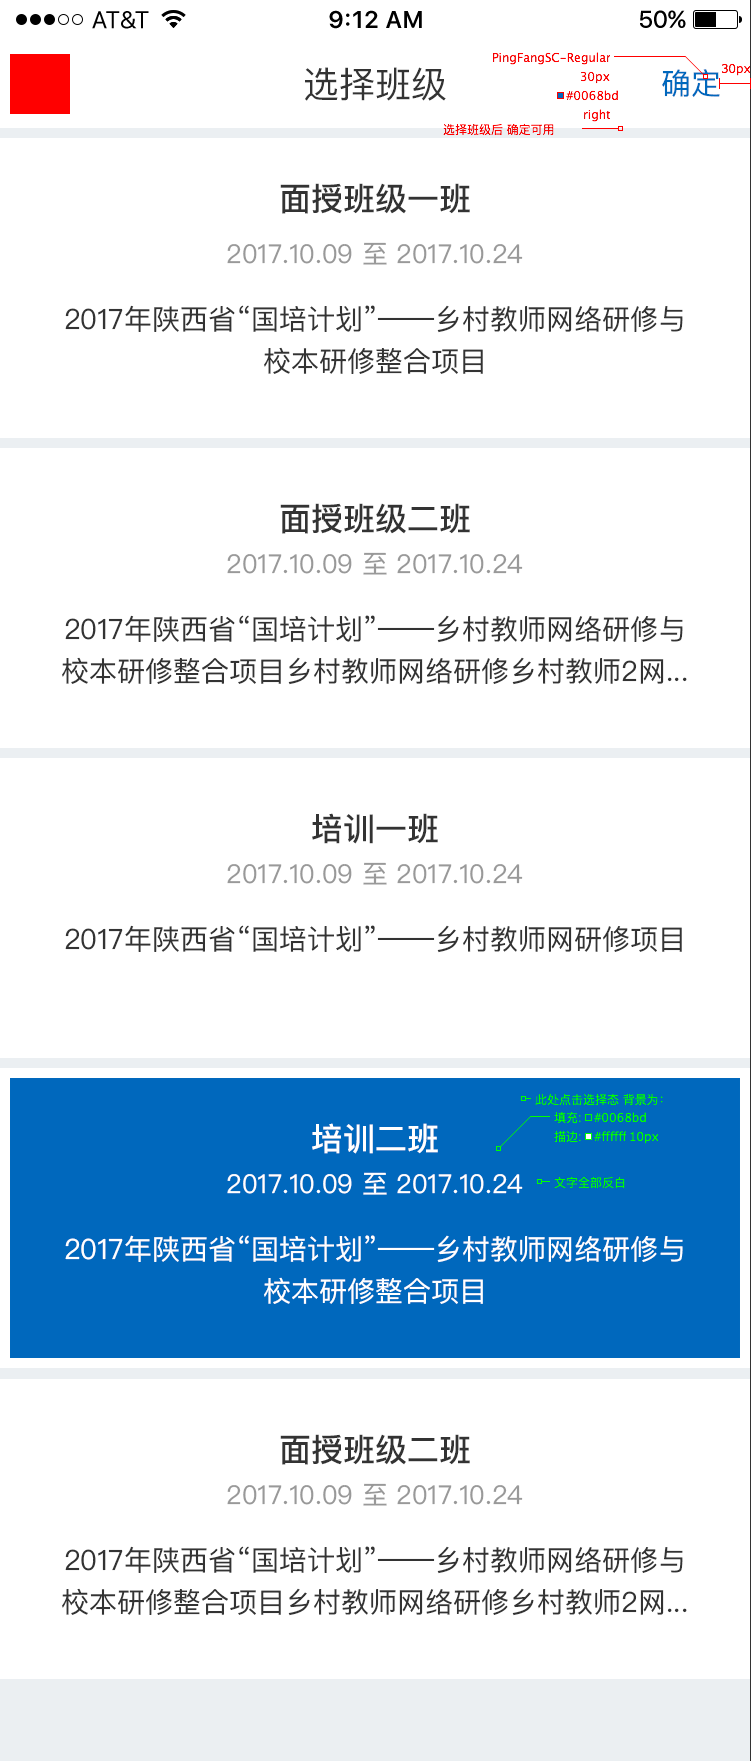 AT&T 9:12 AM 50%
选择班级
确定
PingFangSC-Regular
30px
30px
#0068bd
right
选择班级后 确定可用
面授班级一班
2017.10.09 至 2017.10.24
2017年陕西省“国培计划”——乡村教师网络研修与
校本研修整合项目
面授班级二班
2017.10.09 至 2017.10.24
2017年陕西省“国培计划”——乡村教师网络研修与
校本研修整合项目乡村教师网络研修乡村教师2网...
培训一班
2017.10.09 至 2017.10.24
2017年陕西省“国培计划”——乡村教师网研修项目
此处点击选择态 背景为:
填充: #0068bd
描边: #ffffff 10px
培训二班
2017.10.09 至 2017.10.24
文字全部反白
2017年陕西省“国培计划”——乡村教师网络研修与
校本研修整合项目
面授班级二班
2017.10.09 至 2017.10.24
2017年陕西省“国培计划”——乡村教师网络研修与
校本研修整合项目乡村教师网络研修乡村教师2网...